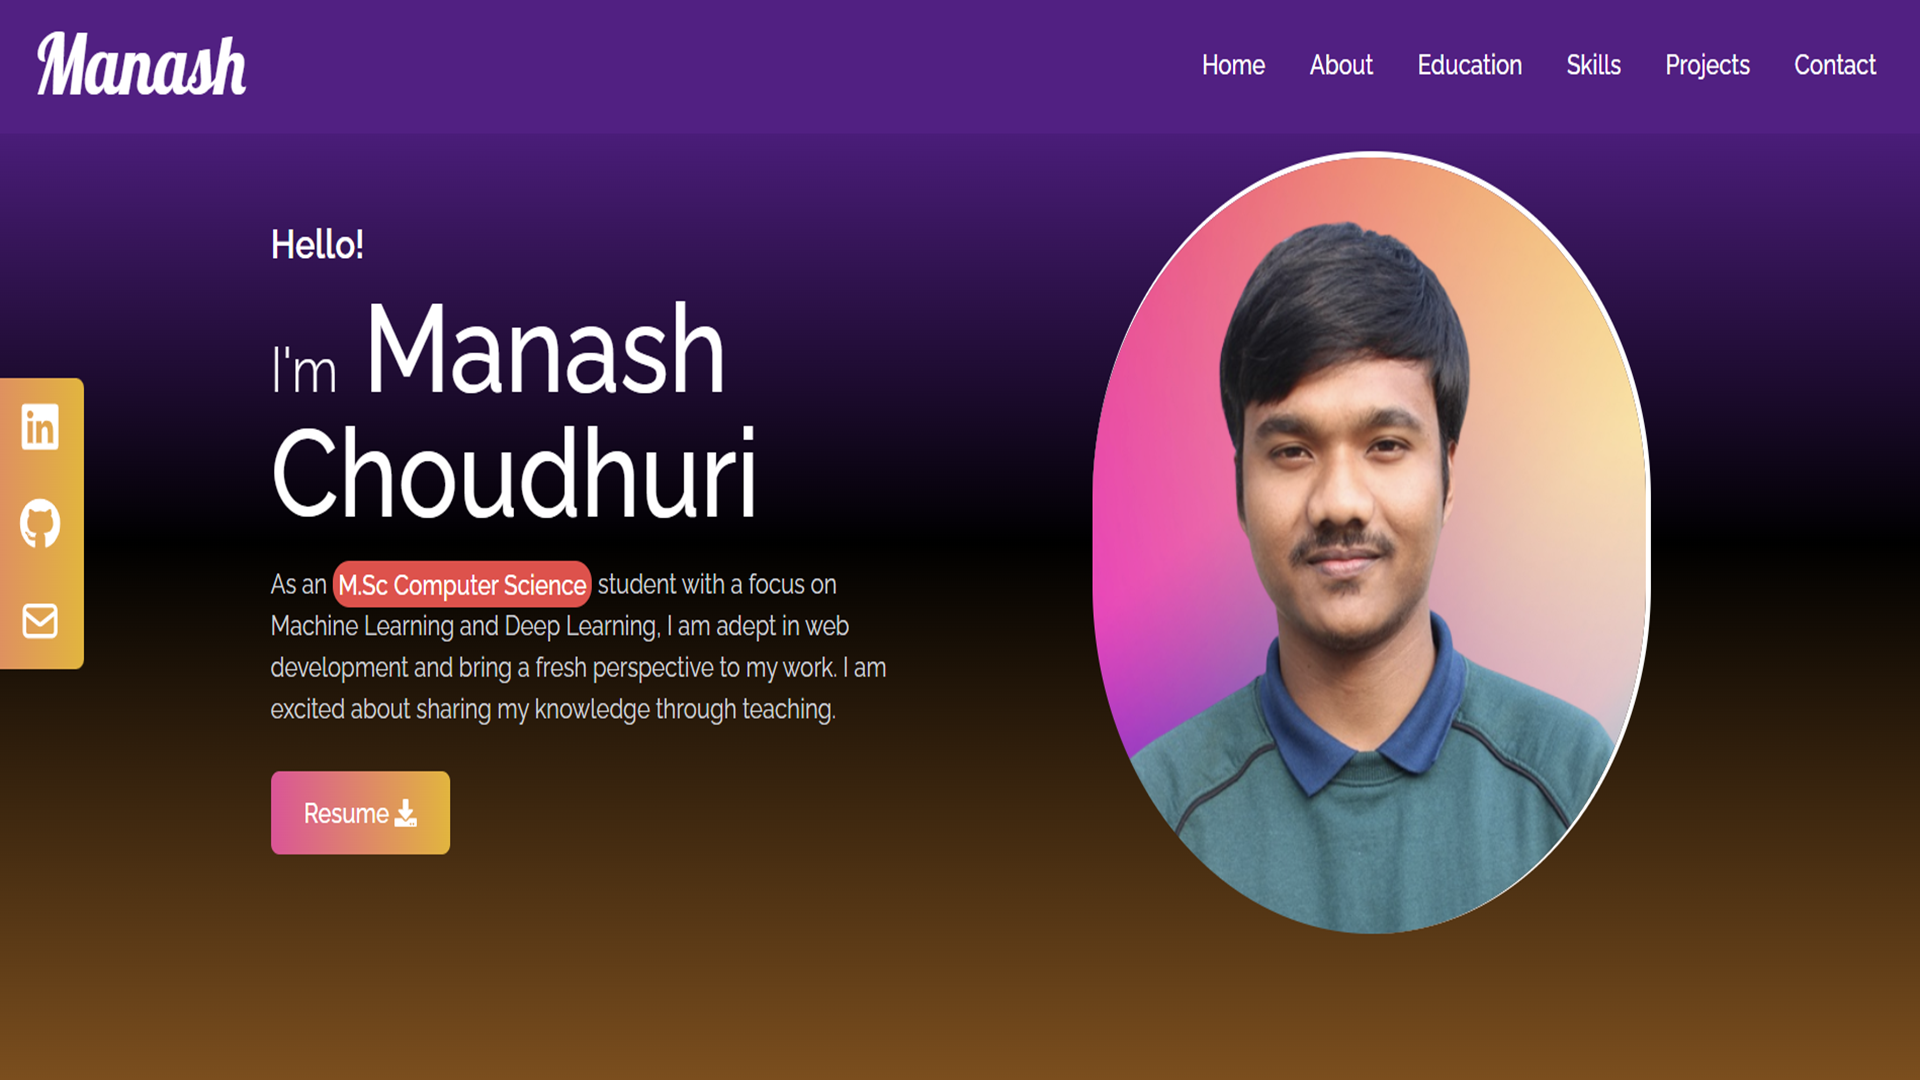 Manash
Home About Education Skills Projects Contact
Hello!
I'm Manash
Choudhuri
As an M.Sc Computer Science student with a focus on
Machine Learning and Deep Learning, I am adept in web
development and bring a fresh perspective to my work. I am
excited about sharing my knowledge through teaching.
in
Resume